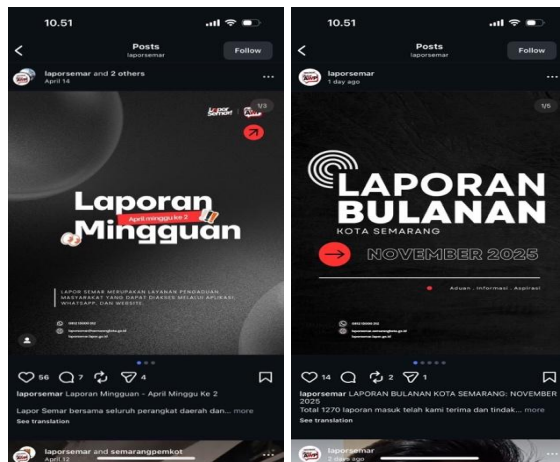 10.51
Posts
laporsemar
Follow
laporsemar and 2 others
April 14
1/3
Lapor Semar!
Laporan
April minggu ke 2
Mingguan
LAPOR SEMAR MERUPAKAN LAYANAN PENGADUAN
MASYARAKAT YANG DAPAT DIAKSES MELALUI APLIKASI,
WHATSAPP, DAN WEBSITE.
56
7
4
laporsemar Laporan Mingguan - April Minggu Ke 2
Lapor Semar bersama seluruh perangkat daerah dan... more
See translation
laporsemar and semarangpemkot
April 12
10.51
Posts
laporsemar
Follow
laporsemar
1 day ago
1/5
LAPORAN
BULANAN
KOTA SEMARANG
NOVEMBER 2025
Aduan . Informasi . Aspirasi
14
2
1
laporsemar LAPORAN BULANAN KOTA SEMARANG: NOVEMBER
2025
Total 1270 laporan masuk telah kami terima dan tindak... more
See translation
laporsemar
2 days ago